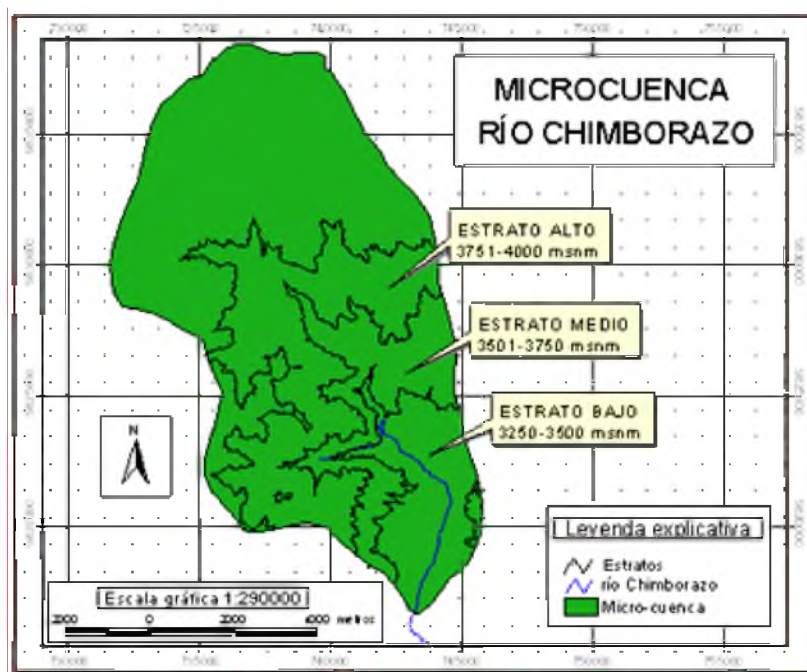 MICROCUENCA
RÍO CHIMBORAZO
ESTRATO ALTO
3751-4000 msnm
ESTRATO MEDIO
3501-3750 msnm
ESTRATO BAJO
3250-3500 msnm
N
Leyenda explicativa
Estratos
río Chimborazo
Micro-cuenca
Escala gráfica 1:290000
2000 0 2000 4000 metros